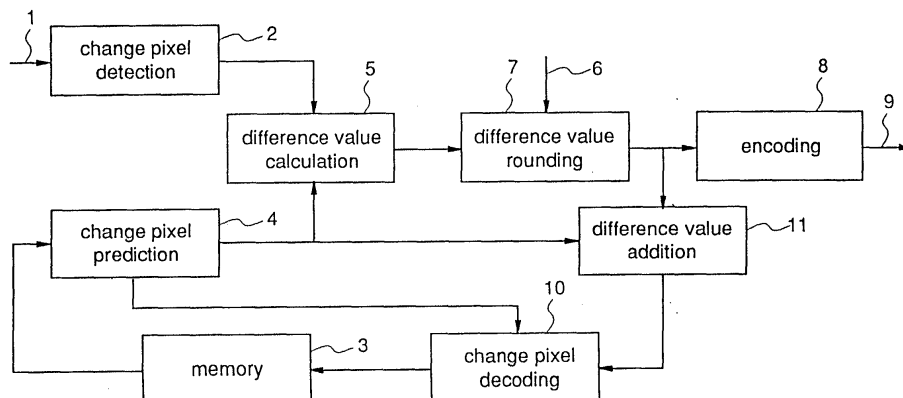 1
change pixel
detection
2
5
difference value
calculation
7
6
difference value
rounding
8
encoding
9
change pixel
prediction
4
difference value
addition
11
memory
3
10
change pixel
decoding